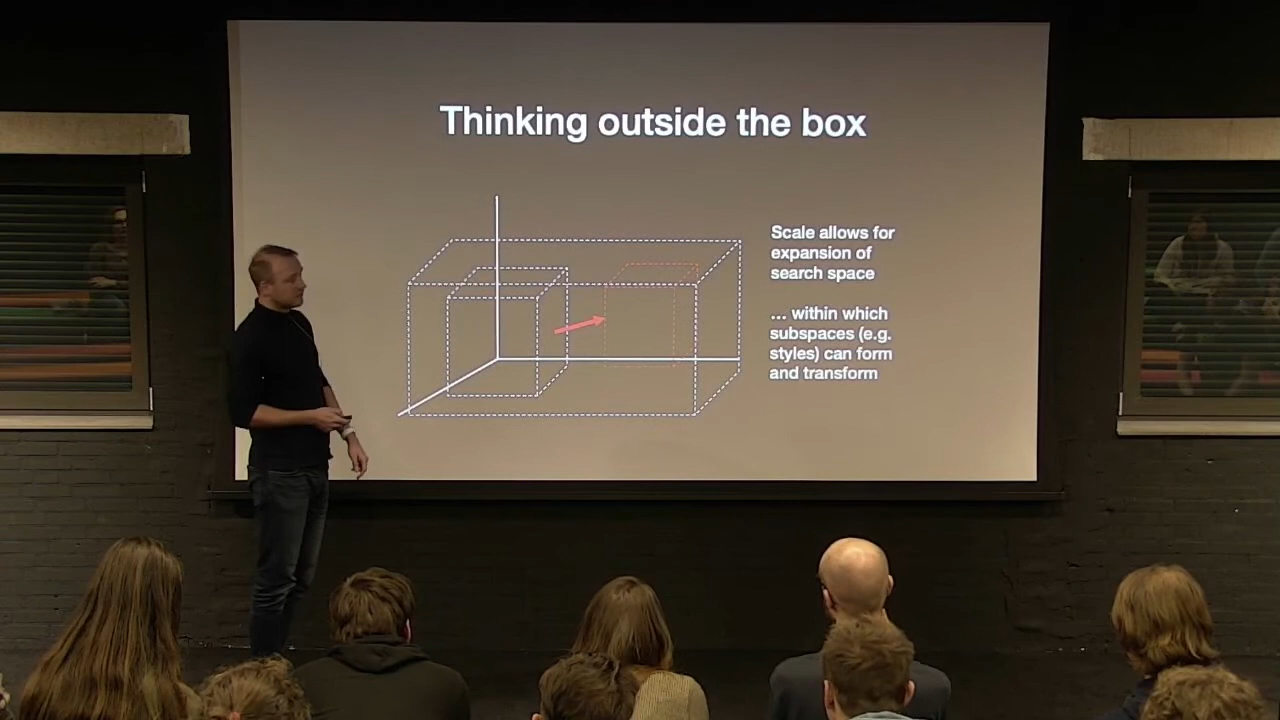 Thinking outside the box
Scale allows for
expansion of
search space
... within which
subspaces (e.g.
styles) can form
and transform